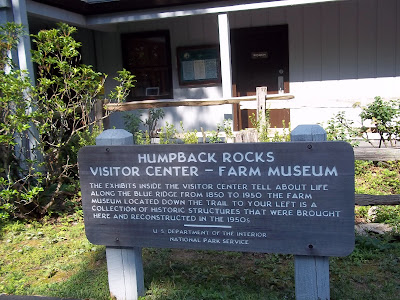 HUMPBACK ROCKS
VISITOR CENTER – FARM MUSEUM
THE EXHIBITS INSIDE THE VISITOR CENTER TELL ABOUT LIFE
ALONG THE BLUE RIDGE FROM 1850 TO 1950. THE FARM
MUSEUM LOCATED DOWN THE TRAIL TO YOUR LEFT IS A
COLLECTION OF HISTORIC STRUCTURES THAT WERE BROUGHT
HERE AND RECONSTRUCTED IN THE 1950s.
U.S. DEPARTMENT OF THE INTERIOR
NATIONAL PARK SERVICE